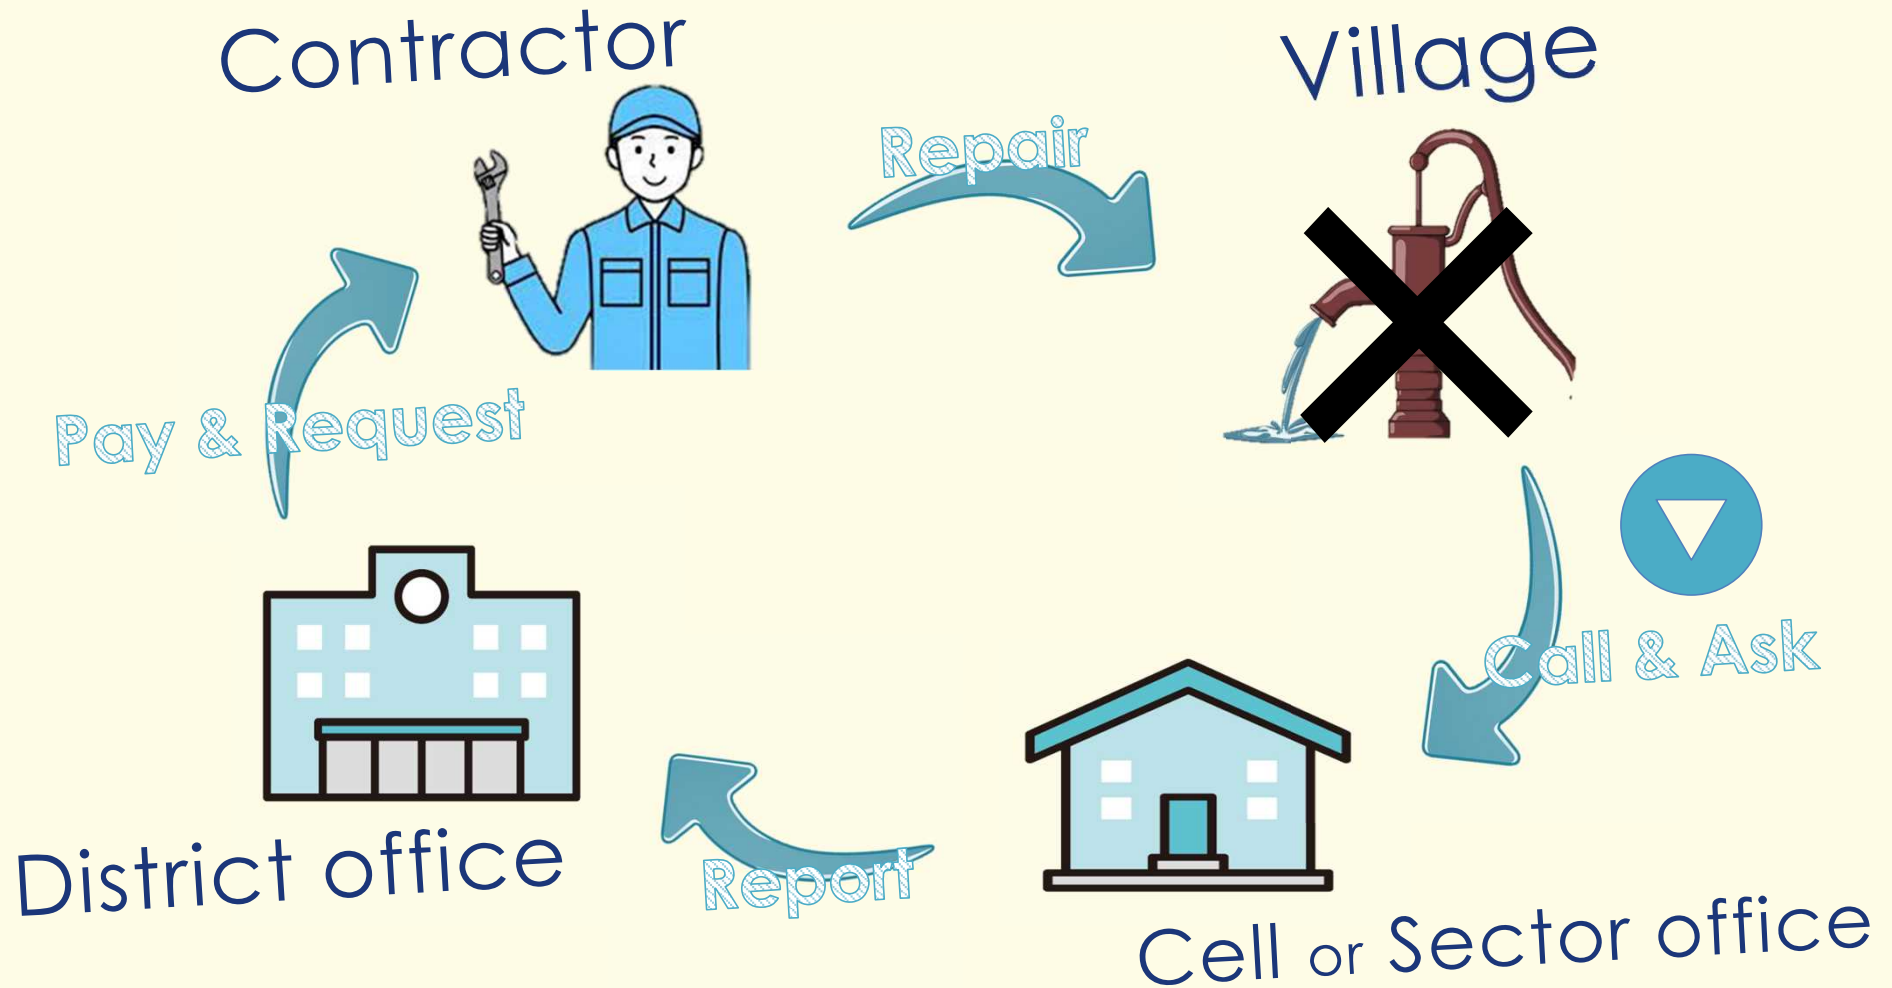 Contractor
Village
Repair
Pay & Request
Call & Ask
District office
Report
Cell or Sector office